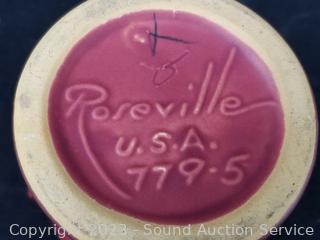 Roseville
U.S.A.
779-5
Copyright 2023 - Sound Auction Service